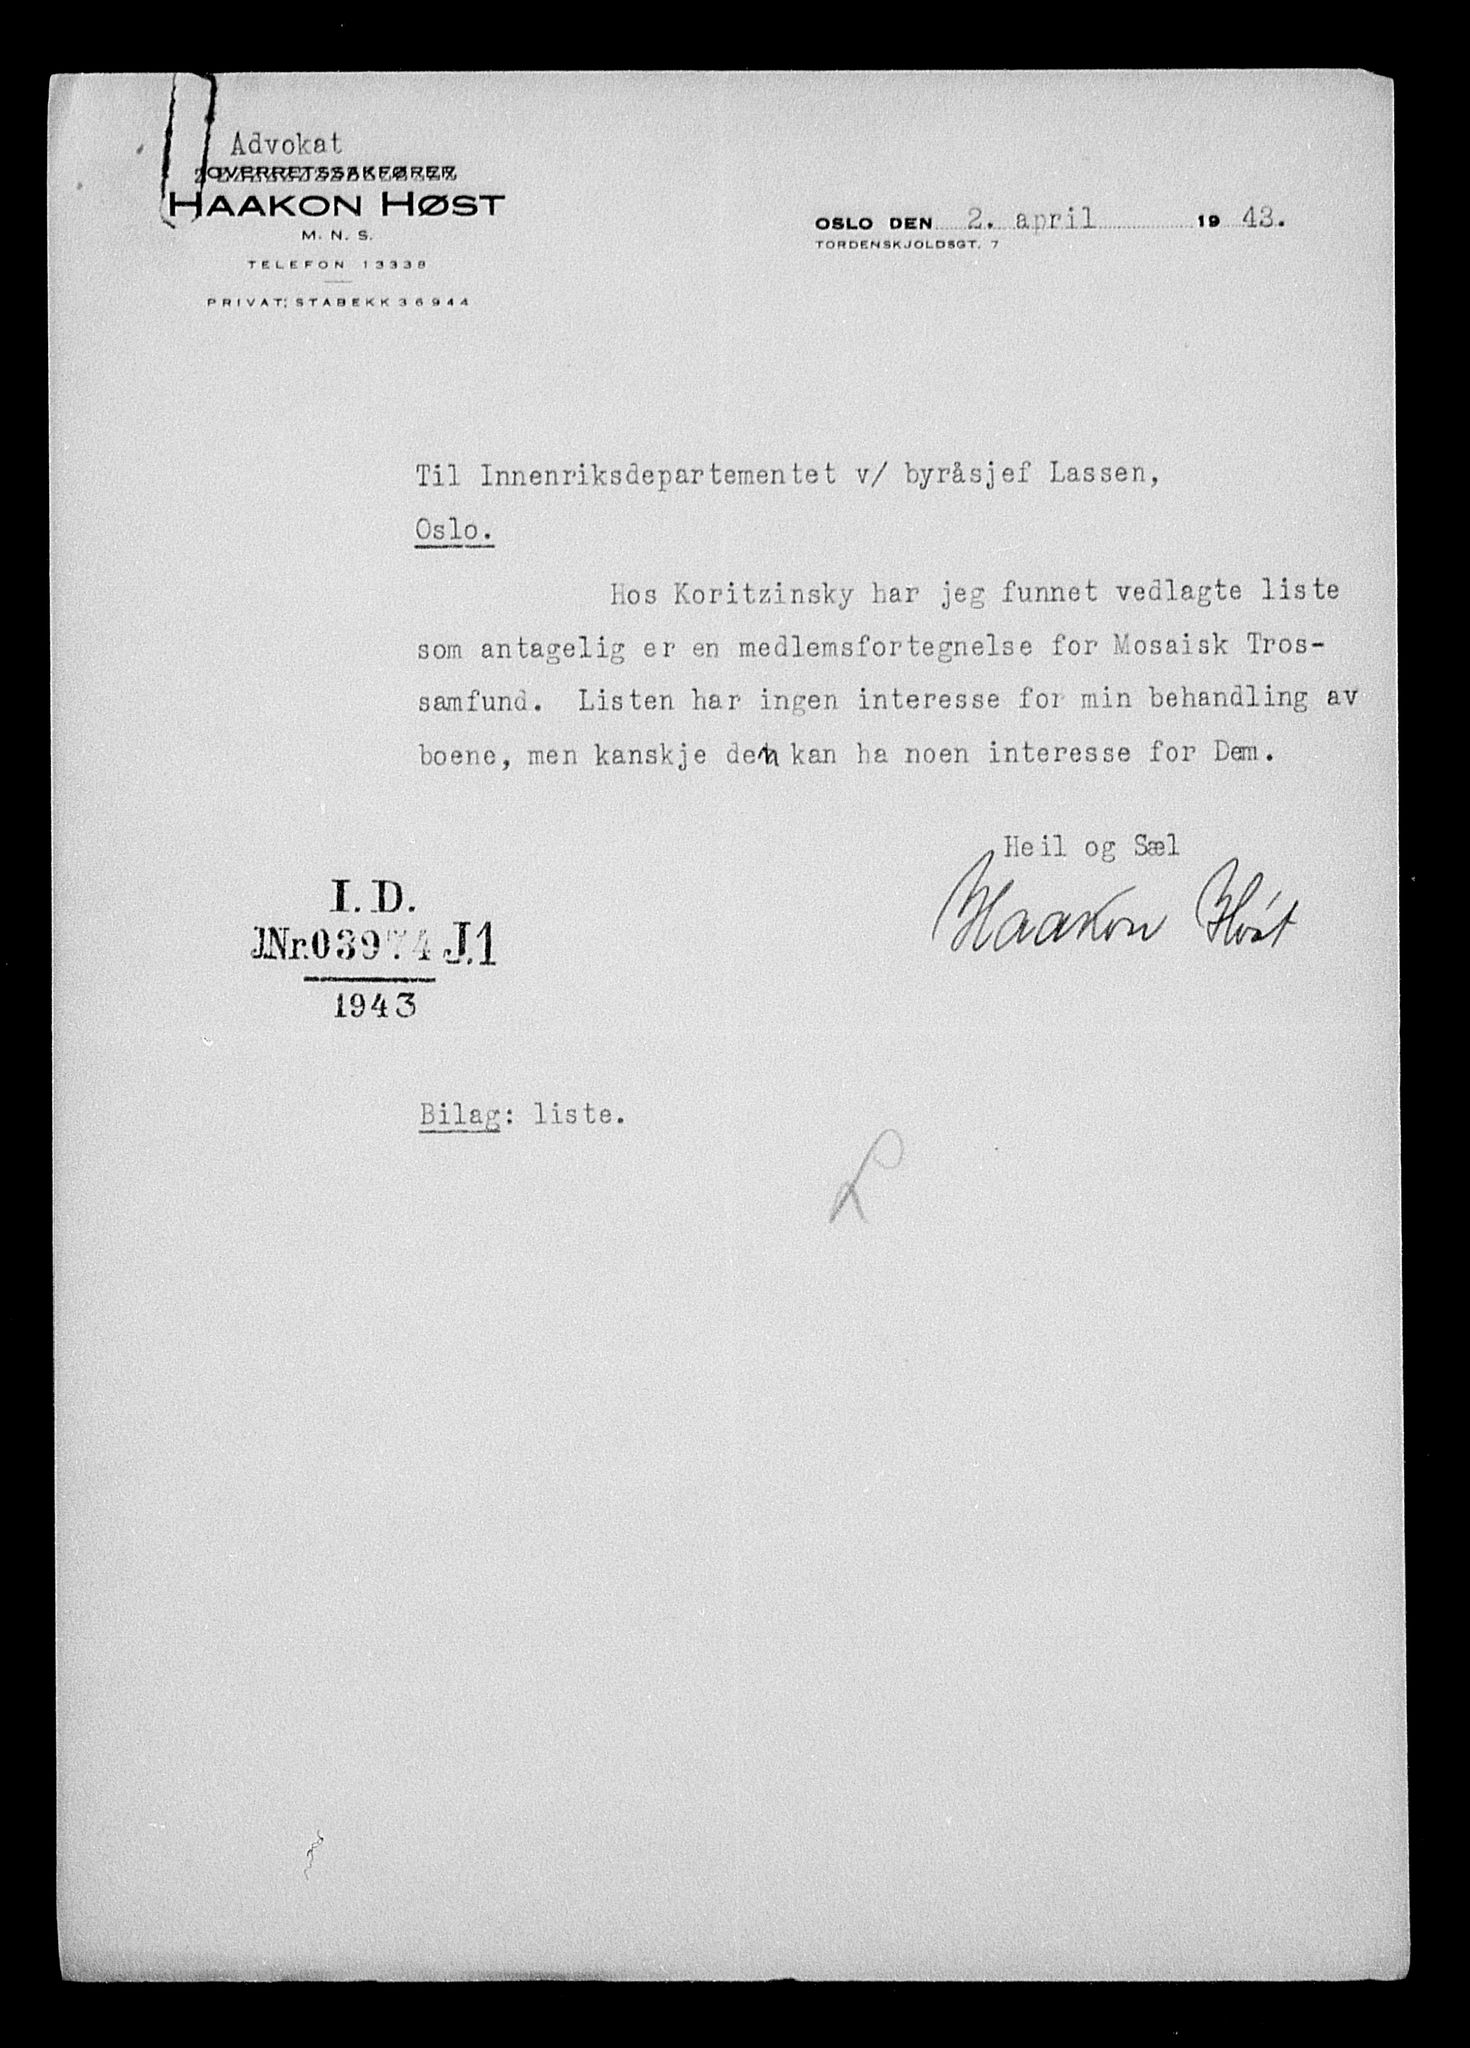 Advokat
OVERRETSSAKFØRER
HAAKON HØST
M. N. S.
TELEFON 13338
PRIVAT: STABEKK 36944
OSLO DEN 2. april 19 43.
TORDENSKJOLDSGT. 7
Til Innenriksdepartementet v/ byråsjef Lassen,
Oslo.
Hos Koritzinsky har jeg funnet vedlagte liste
som antagelig er en medlemsfortegnelse for Mosaisk Tros-
samfund. Listen har ingen interesse for min behandling av
boene, men kanskje den kan ha noen interesse for Dem.
Heil og Sæl
Haakon Høst
I. D.
J.Nr. 03974 J.1
1943
Bilag: liste.
L